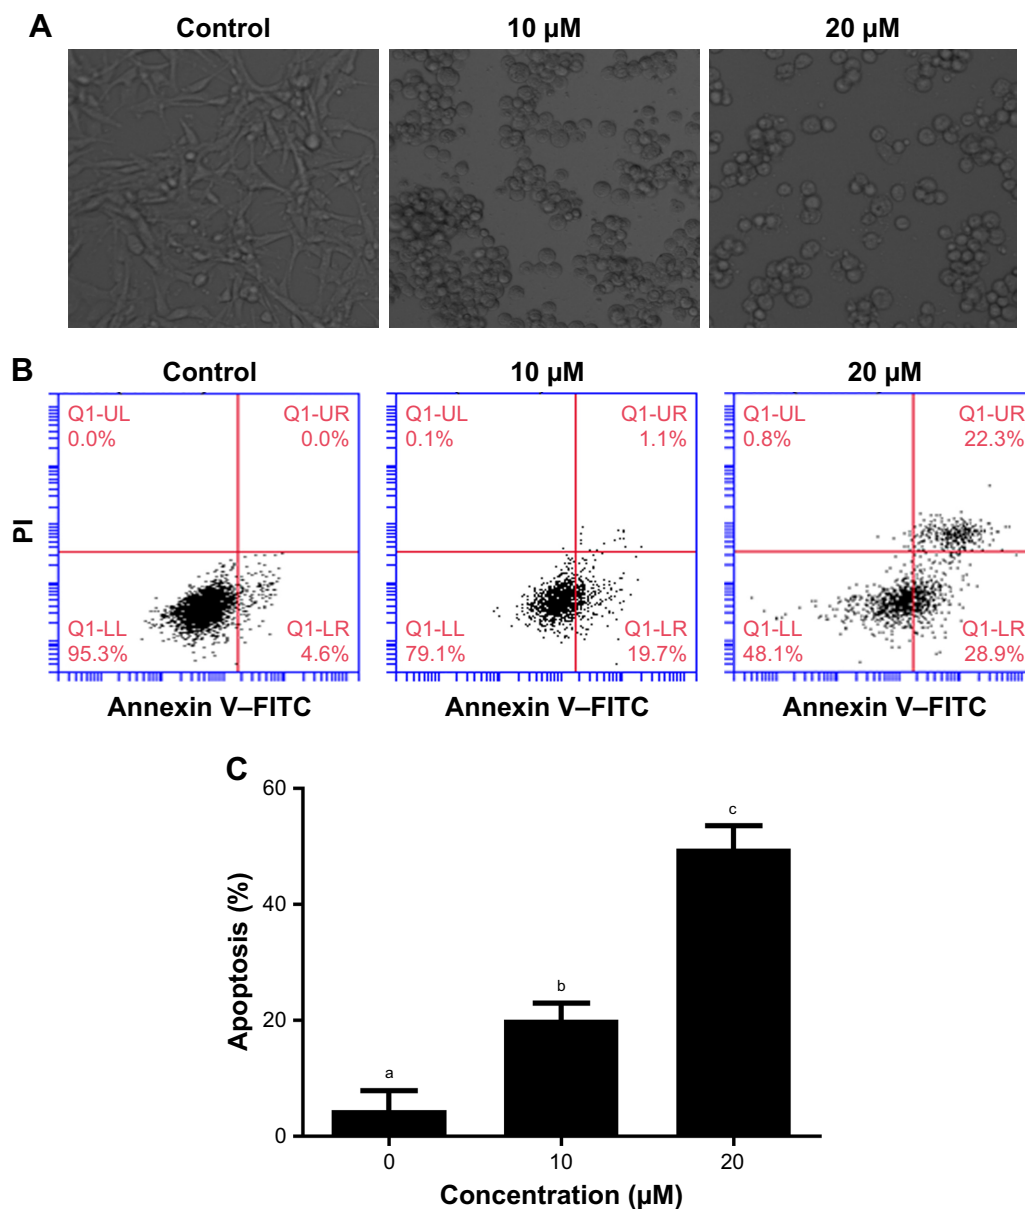 A
Control
10 µM
20 µM
B
Control
10 µM
20 µM
PI
Q1-UL
0.0%
Q1-UR
0.0%
Q1-LL
95.3%
Q1-LR
4.6%
Q1-UL
0.1%
Q1-UR
1.1%
Q1-LL
79.1%
Q1-LR
19.7%
Q1-UL
0.8%
Q1-UR
22.3%
Q1-LL
48.1%
Q1-LR
28.9%
Annexin V–FITC
Annexin V–FITC
Annexin V–FITC
C
Apoptosis (%)
60
40
20
0
a
b
c
0
10
20
Concentration (µM)